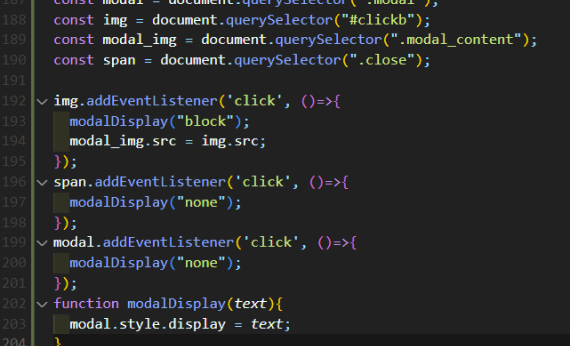 187 const modal = document.querySelector(".modal");
188 const img = document.querySelector("#clickb");
189 const modal_img = document.querySelector(".modal_content");
190 const span = document.querySelector(".close");
191
192 img.addEventListener('click', ()=>{
193 modalDisplay("block");
194 modal_img.src = img.src;
195 });
196 span.addEventListener('click', ()=>{
197 modalDisplay("none");
198 });
199 modal.addEventListener('click', ()=>{
200 modalDisplay("none");
201 });
202 function modalDisplay(text){
203 modal.style.display = text;
204 }